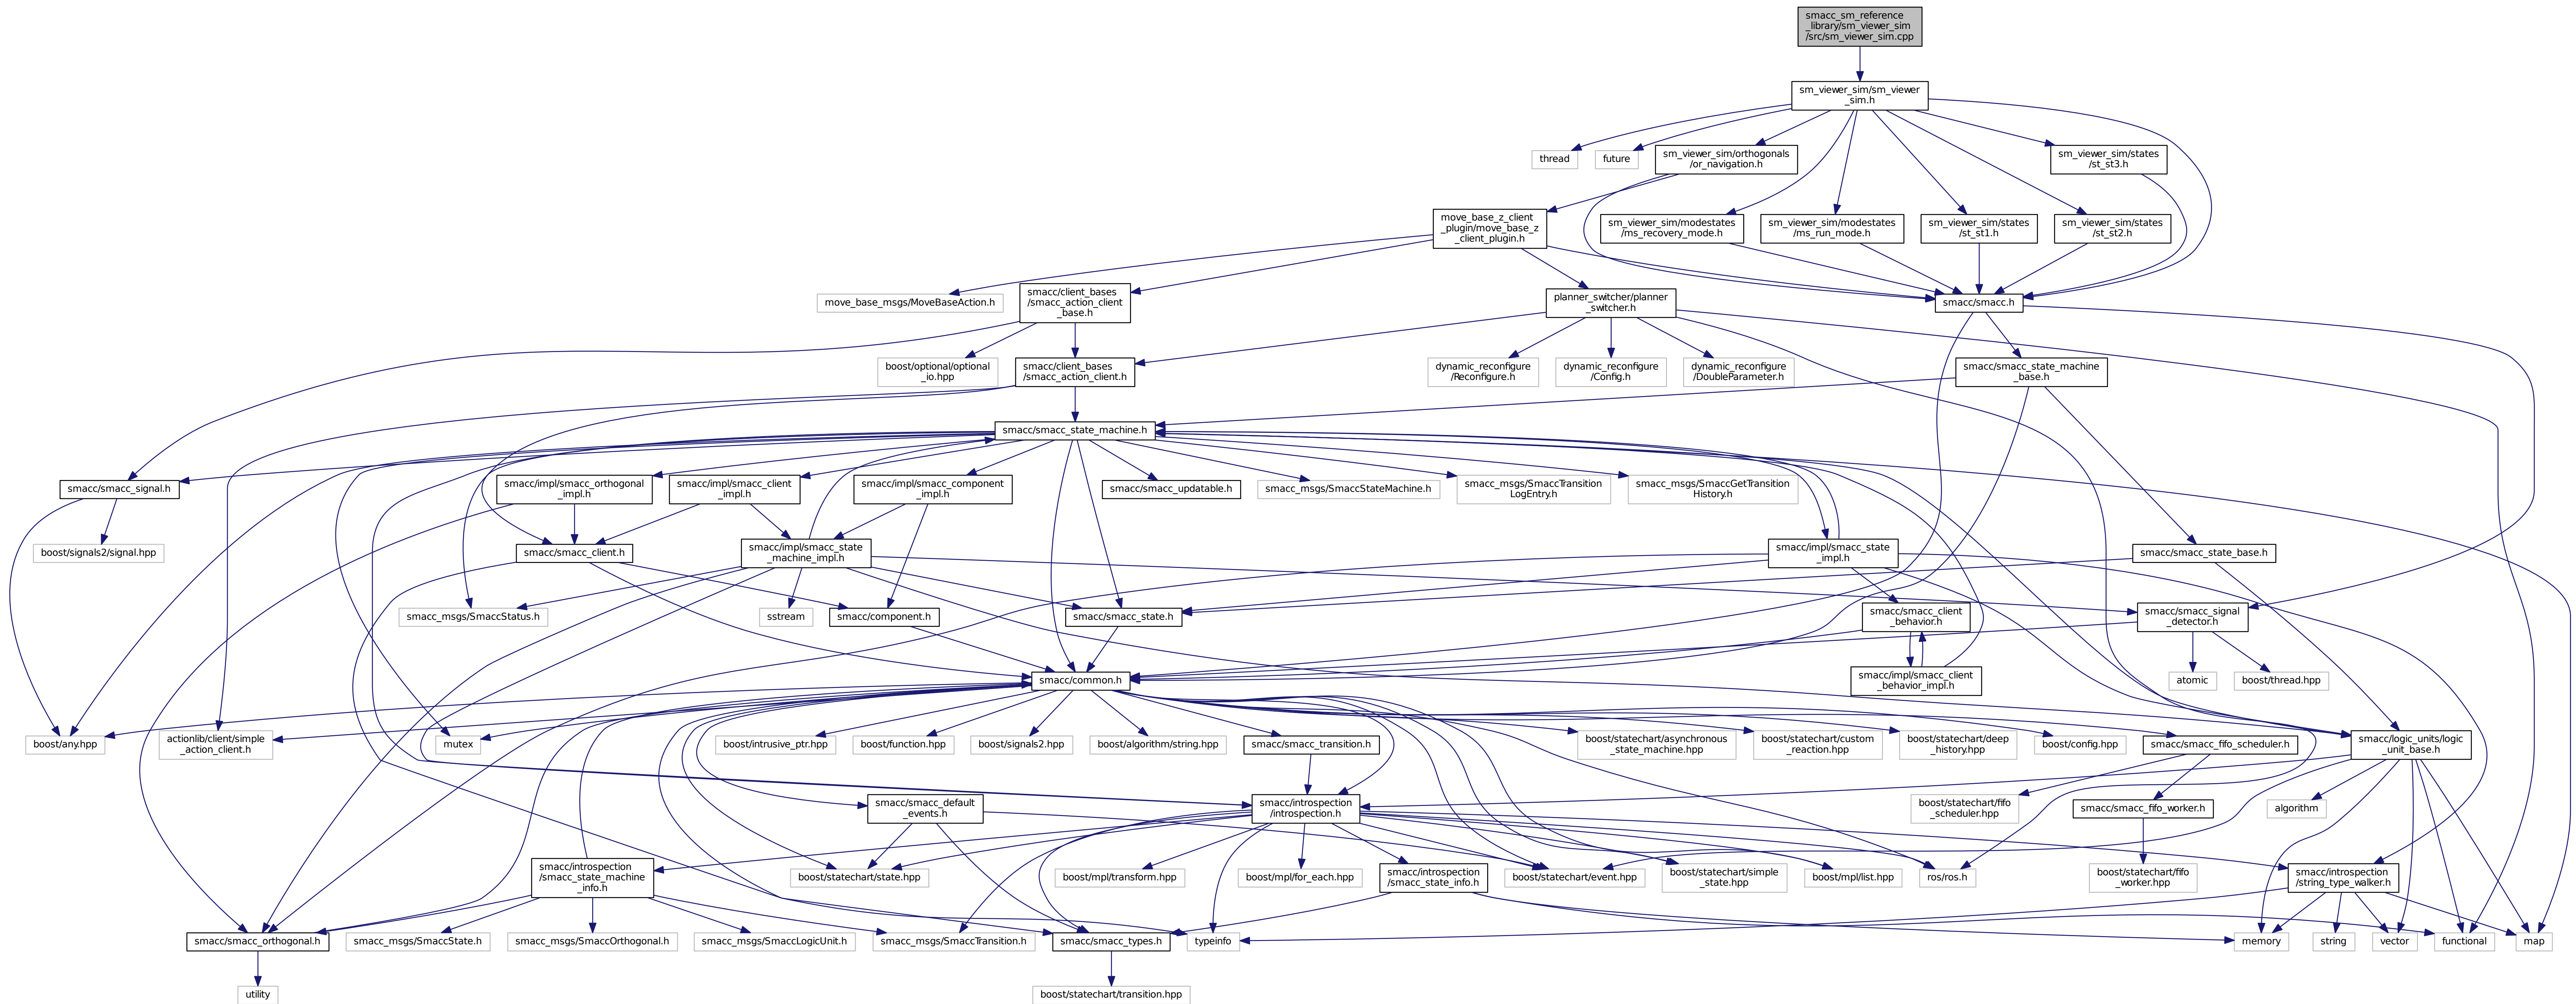 smacc_sm_reference
_library/sm_viewer_sim
/src/sm_viewer_sim.cpp
sm_viewer_sim/sm_viewer
_sim.h
thread
future
sm_viewer_sim/orthogonals
/or_navigation.h
sm_viewer_sim/states
/st_st3.h
move_base_z_client
_plugin/move_base_z
_client_plugin.h
sm_viewer_sim/modestates
/ms_recovery_mode.h
sm_viewer_sim/modestates
/ms_run_mode.h
sm_viewer_sim/states
/st_st1.h
sm_viewer_sim/states
/st_st2.h
move_base_msgs/MoveBaseAction.h
smacc/client_bases
/smacc_action_client
_base.h
planner_switcher/planner
_switcher.h
smacc/smacc.h
boost/optional/optional
_io.hpp
smacc/client_bases
/smacc_action_client.h
dynamic_reconfigure
/Reconfigure.h
dynamic_reconfigure
/Config.h
dynamic_reconfigure
/DoubleParameter.h
smacc/smacc_state_machine
_base.h
smacc/smacc_state_machine.h
smacc/smacc_signal.h
smacc/impl/smacc_orthogonal
_impl.h
smacc/impl/smacc_client
_impl.h
smacc/impl/smacc_component
_impl.h
smacc/smacc_updatable.h
smacc_msgs/SmaccStateMachine.h
smacc_msgs/SmaccTransition
LogEntry.h
smacc_msgs/SmaccGetTransition
History.h
boost/signals2/signal.hpp
smacc/smacc_client.h
smacc/impl/smacc_state
_machine_impl.h
smacc/impl/smacc_state
_impl.h
smacc/smacc_state_base.h
smacc_msgs/SmaccStatus.h
sstream
smacc/component.h
smacc/smacc_state.h
smacc/smacc_client
_behavior.h
smacc/smacc_signal
_detector.h
smacc/common.h
smacc/impl/smacc_client
_behavior_impl.h
atomic
boost/thread.hpp
boost/any.hpp
actionlib/client/simple
_action_client.h
mutex
boost/intrusive_ptr.hpp
boost/function.hpp
boost/signals2.hpp
boost/algorithm/string.hpp
smacc/smacc_transition.h
boost/statechart/asynchronous
_state_machine.hpp
boost/statechart/custom
_reaction.hpp
boost/statechart/deep
_history.hpp
boost/config.hpp
smacc/smacc_fifo_scheduler.h
smacc/logic_units/logic
_unit_base.h
smacc/smacc_default
_events.h
smacc/introspection
/introspection.h
boost/statechart/fifo
_scheduler.hpp
smacc/smacc_fifo_worker.h
algorithm
smacc/introspection
/smacc_state_machine
_info.h
boost/statechart/state.hpp
boost/mpl/transform.hpp
boost/mpl/for_each.hpp
smacc/introspection
/smacc_state_info.h
boost/statechart/event.hpp
boost/statechart/simple
_state.hpp
boost/mpl/list.hpp
ros/ros.h
boost/statechart/fifo
_worker.hpp
smacc/introspection
/string_type_walker.h
smacc/smacc_orthogonal.h
smacc_msgs/SmaccState.h
smacc_msgs/SmaccOrthogonal.h
smacc_msgs/SmaccLogicUnit.h
smacc_msgs/SmaccTransition.h
smacc/smacc_types.h
typeinfo
memory
string
vector
functional
map
utility
boost/statechart/transition.hpp